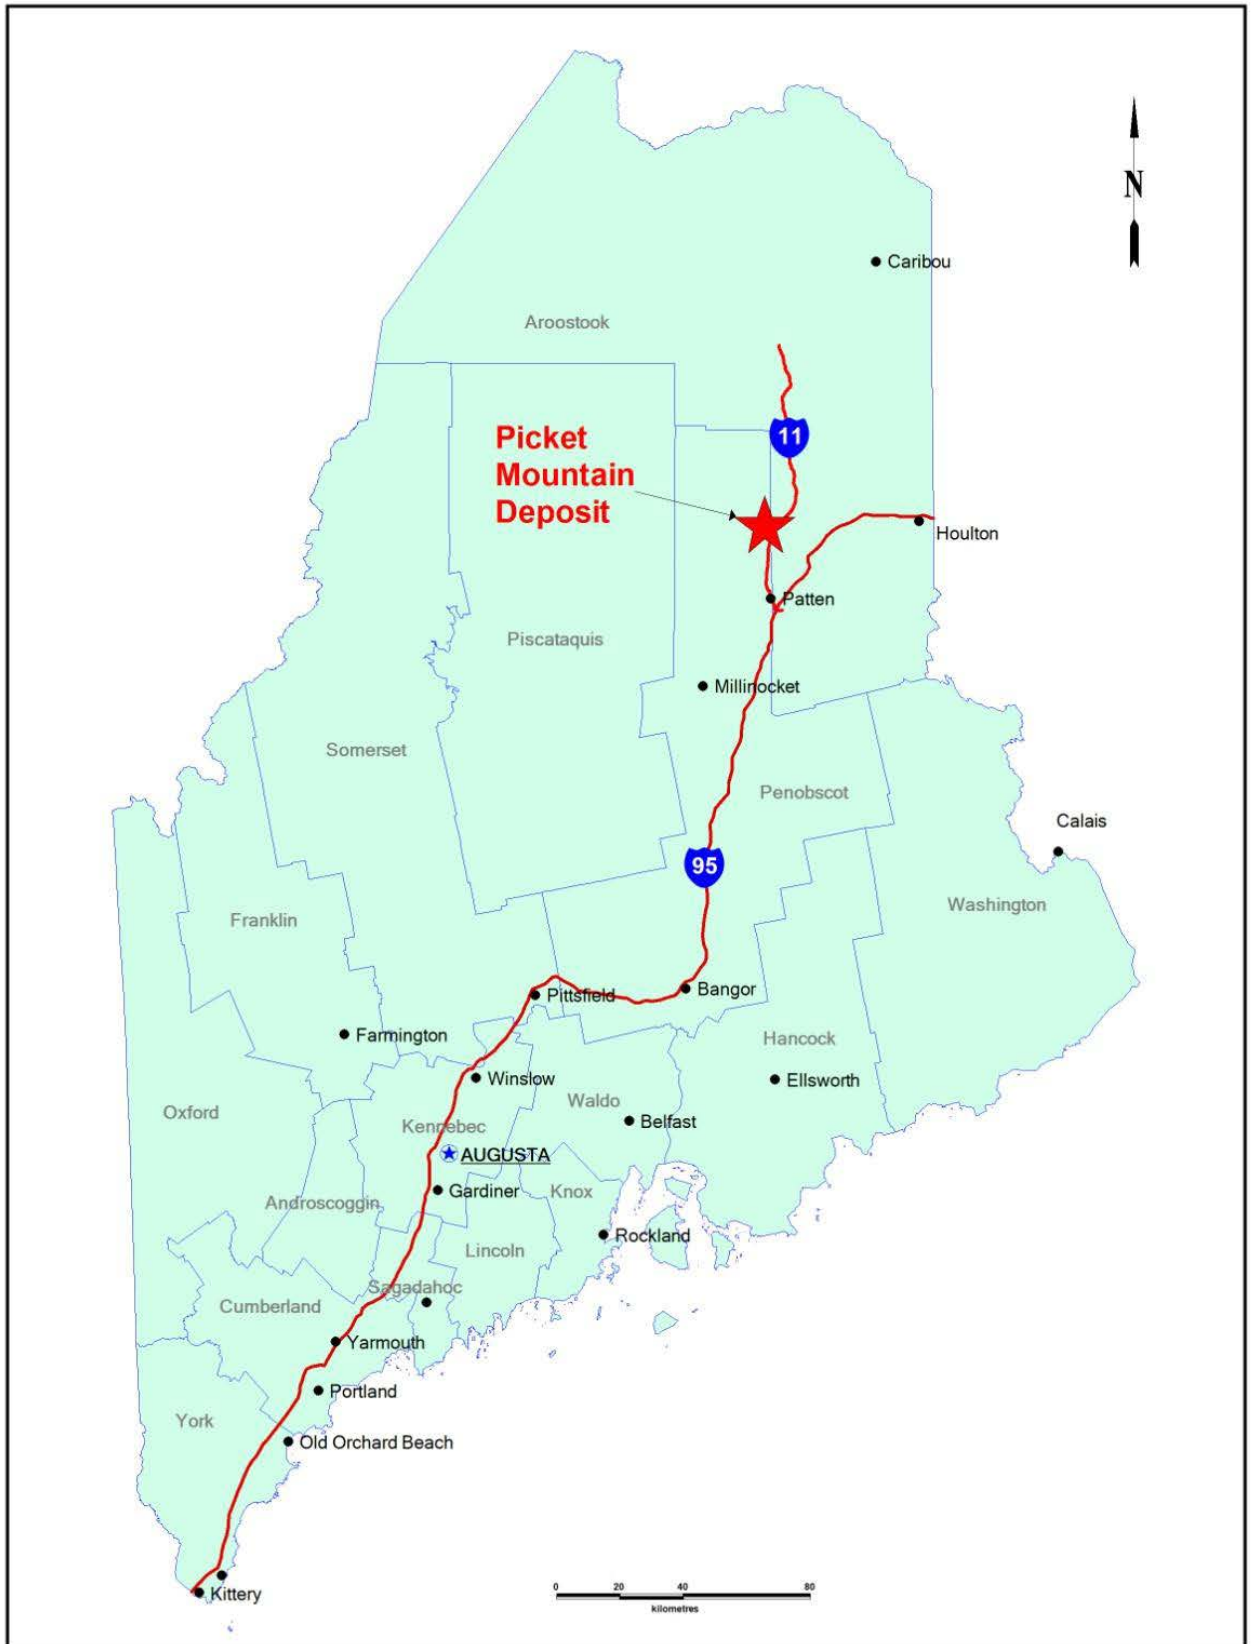 N
Caribou
Aroostook
Picket
Mountain
Deposit
11
Houlton
Patten
Piscataquis
Millinocket
Somerset
Penobscot
Calais
95
Washington
Franklin
Pittsfield
Bangor
Farmington
Hancock
Winslow
Ellsworth
Oxford
Waldo
Belfast
Kennebec
AUGUSTA
Gardiner
Knox
Androscoggin
Rockland
Lincoln
Sagadahoc
Cumberland
Yarmouth
Portland
York
Old Orchard Beach
Kittery
0 20 40 80
kilometres